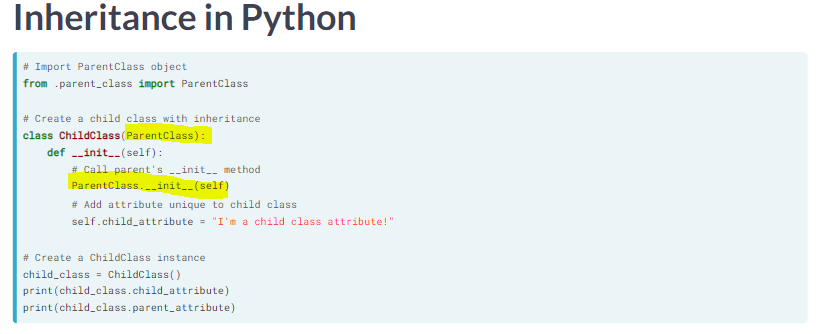 Inheritance in Python
# Import ParentClass object
from .parent_class import ParentClass
# Create a child class with inheritance
class ChildClass(ParentClass):
def __init__(self):
# Call parent's __init__ method
ParentClass.__init__(self)
# Add attribute unique to child class
self.child_attribute = "I'm a child class attribute!"
# Create a ChildClass instance
child_class = ChildClass()
print(child_class.child_attribute)
print(child_class.parent_attribute)